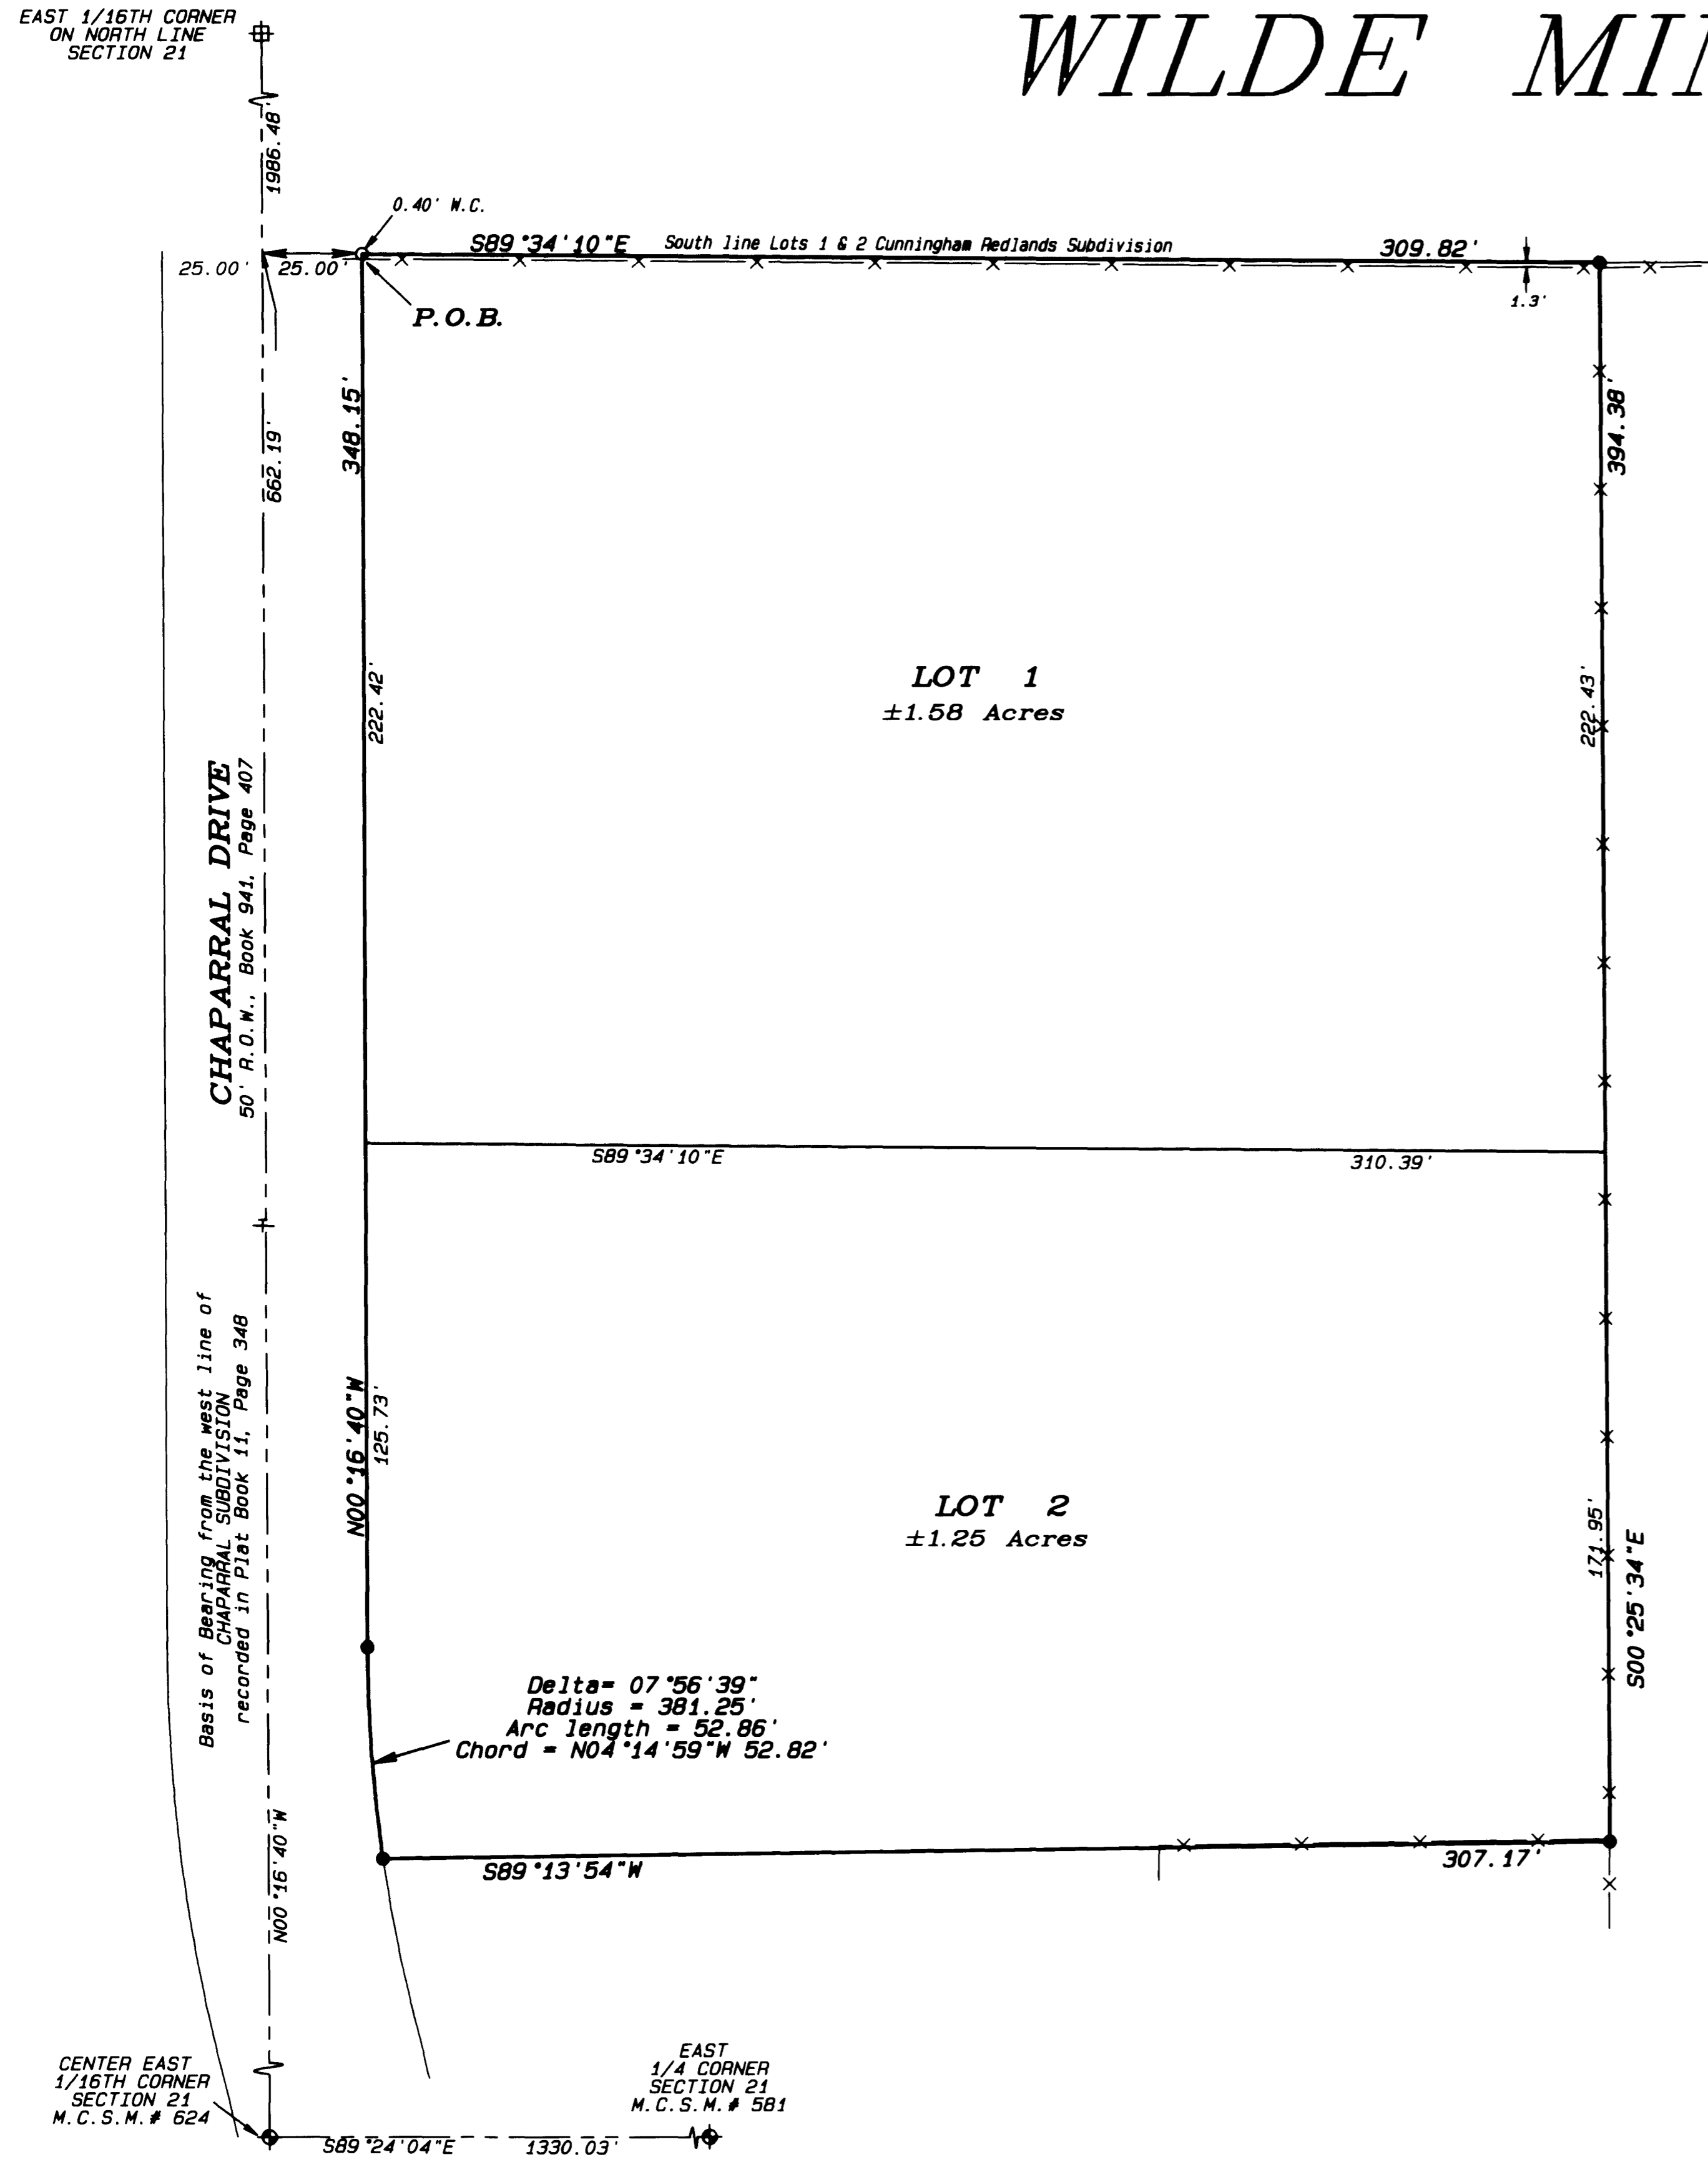 EAST 1/16TH CORNER
ON NORTH LINE
SECTION 21
WILDE MIN
1986.48'
0.40' W.C.
S89°34'10"E
South line Lots 1 & 2 Cunningham Redlands Subdivision
309.82'
25.00'
25.00'
1.3'
P.O.B.
348.15'
662.19'
394.38'
LOT 1
±1.58 Acres
222.42'
222.43'
CHAPARRAL DRIVE
50' R.O.W., Book 941, Page 407
S89°34'10"E
310.39'
Basis of Bearing from the west line of
CHAPARRAL SUBDIVISION
recorded in Plat Book 11, Page 348
N00°16'40"W
125.73'
LOT 2
±1.25 Acres
171.95'
S00°25'34"E
Delta= 07°56'39"
Radius = 381.25'
Arc length = 52.86'
Chord = N04°14'59"W 52.82'
N00°16'40"W
S89°13'54"W
307.17'
CENTER EAST
1/16TH CORNER
SECTION 21
M.C.S.M.# 624
EAST
1/4 CORNER
SECTION 21
M.C.S.M.# 581
S89°24'04"E
1330.03'